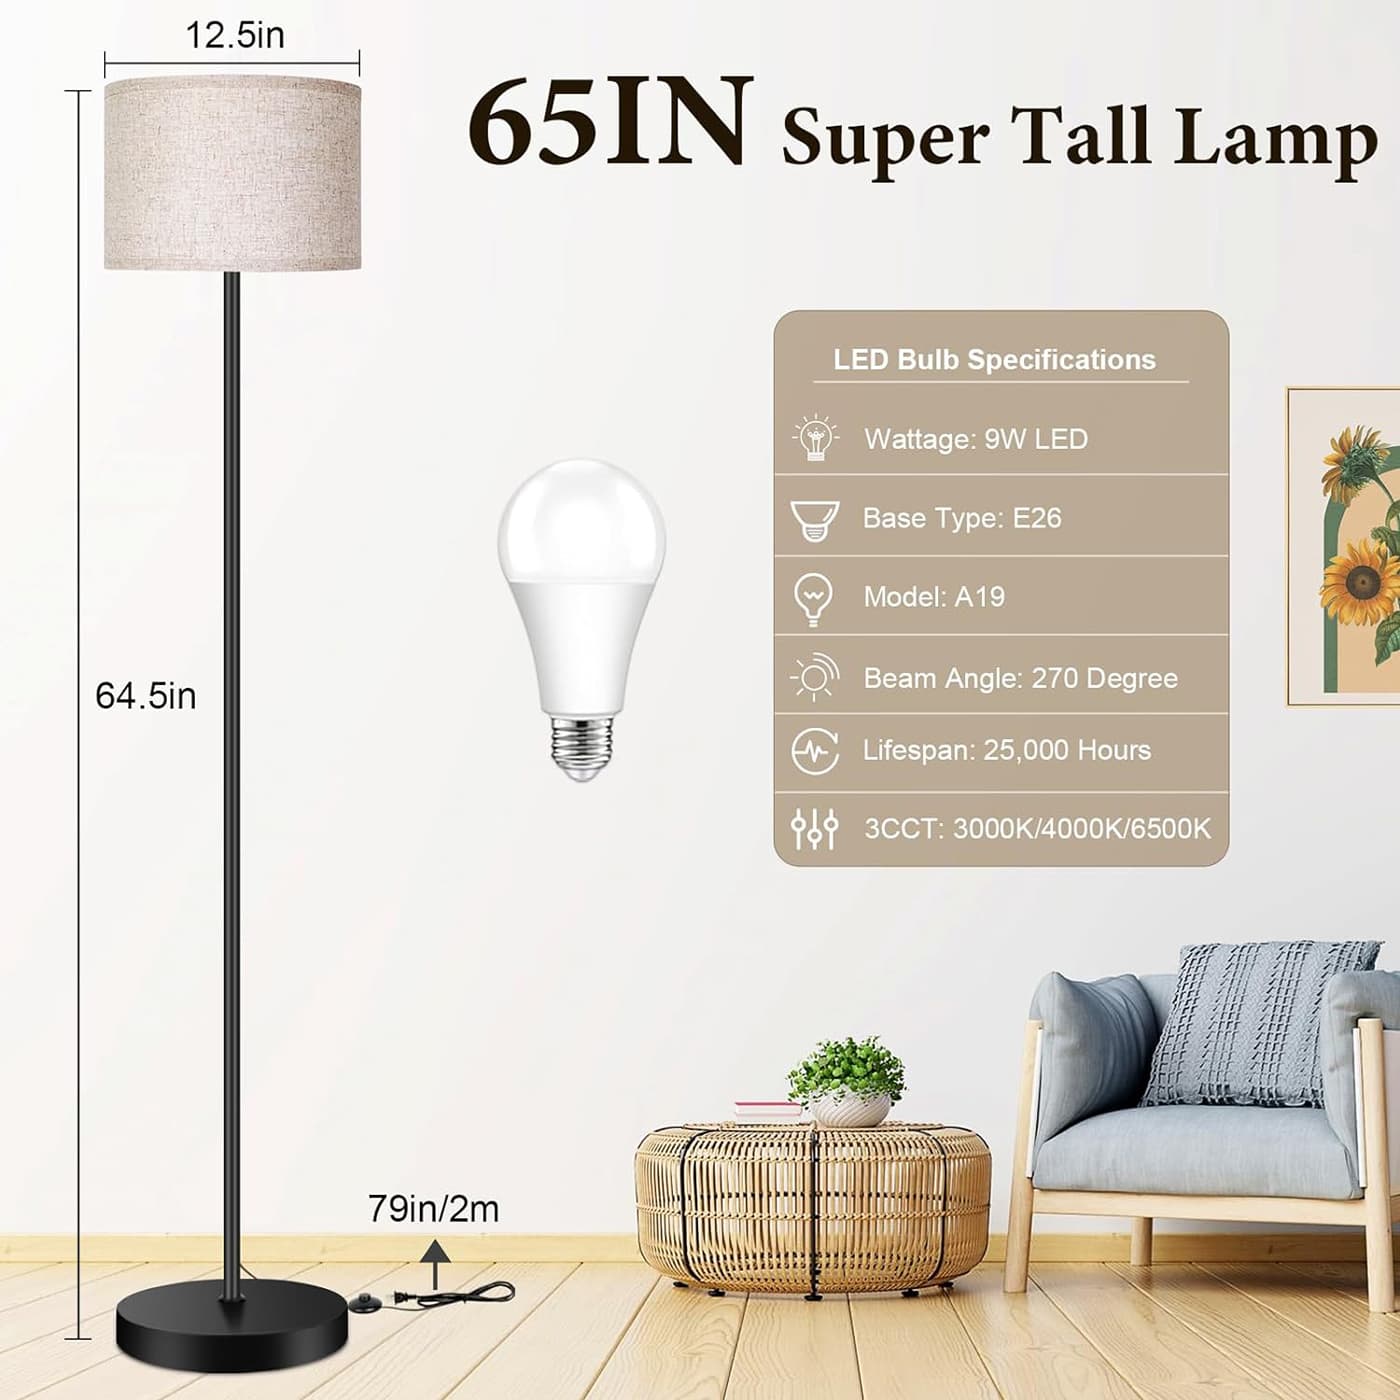 12.5in
65IN Super Tall Lamp
LED Bulb Specifications
Wattage: 9W LED
Base Type: E26
Model: A19
Beam Angle: 270 Degree
64.5in
Lifespan: 25,000 Hours
3CCT: 3000K/4000K/6500K
79in/2m